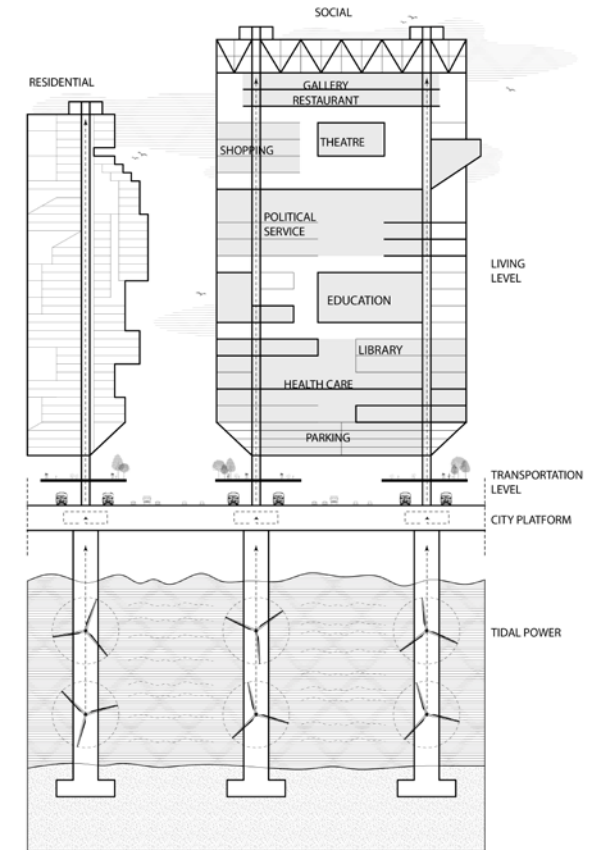 SOCIAL
RESIDENTIAL
GALLERY
RESTAURANT
SHOPPING
THEATRE
POLITICAL
SERVICE
LIVING
LEVEL
EDUCATION
LIBRARY
HEALTH CARE
PARKING
TRANSPORTATION
LEVEL
CITY PLATFORM
TIDAL POWER